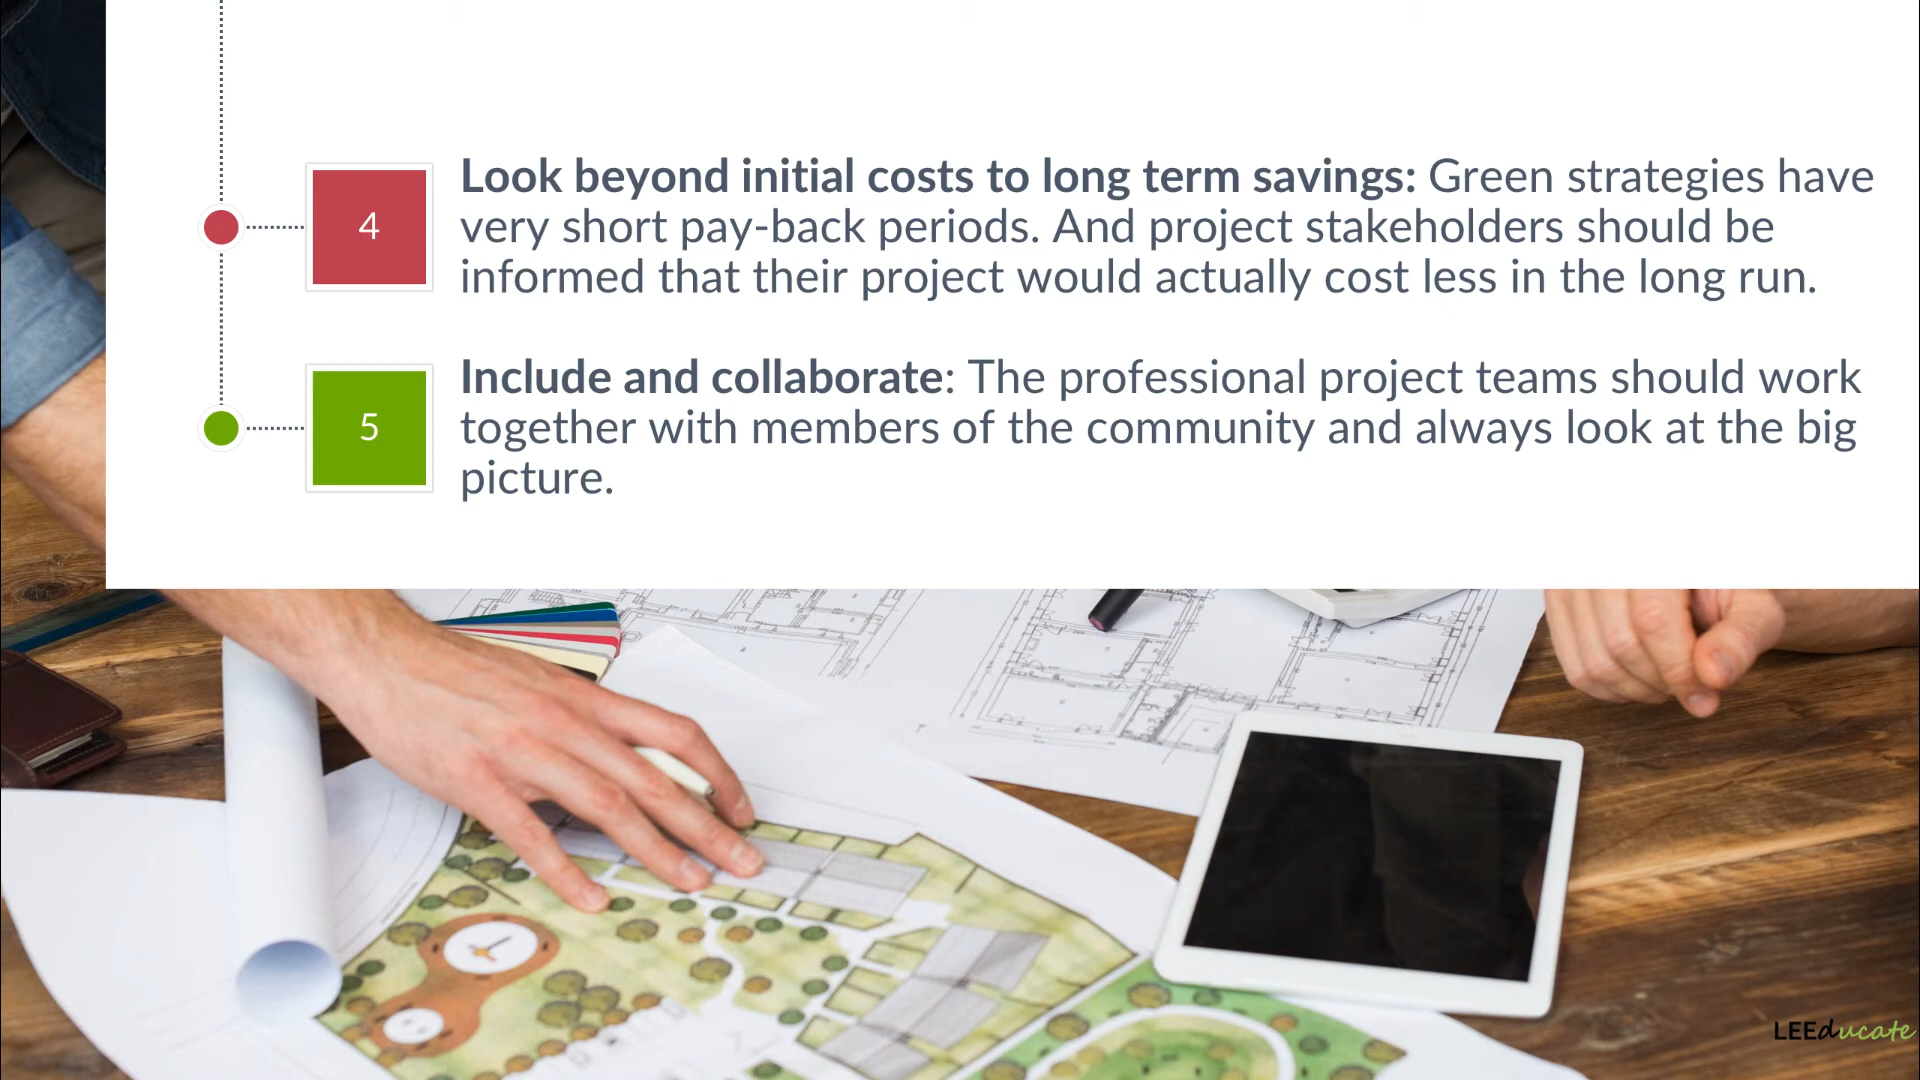 4
Look beyond initial costs to long term savings: Green strategies have
very short pay-back periods. And project stakeholders should be
informed that their project would actually cost less in the long run.
5
Include and collaborate: The professional project teams should work
together with members of the community and always look at the big
picture.
LEEducate